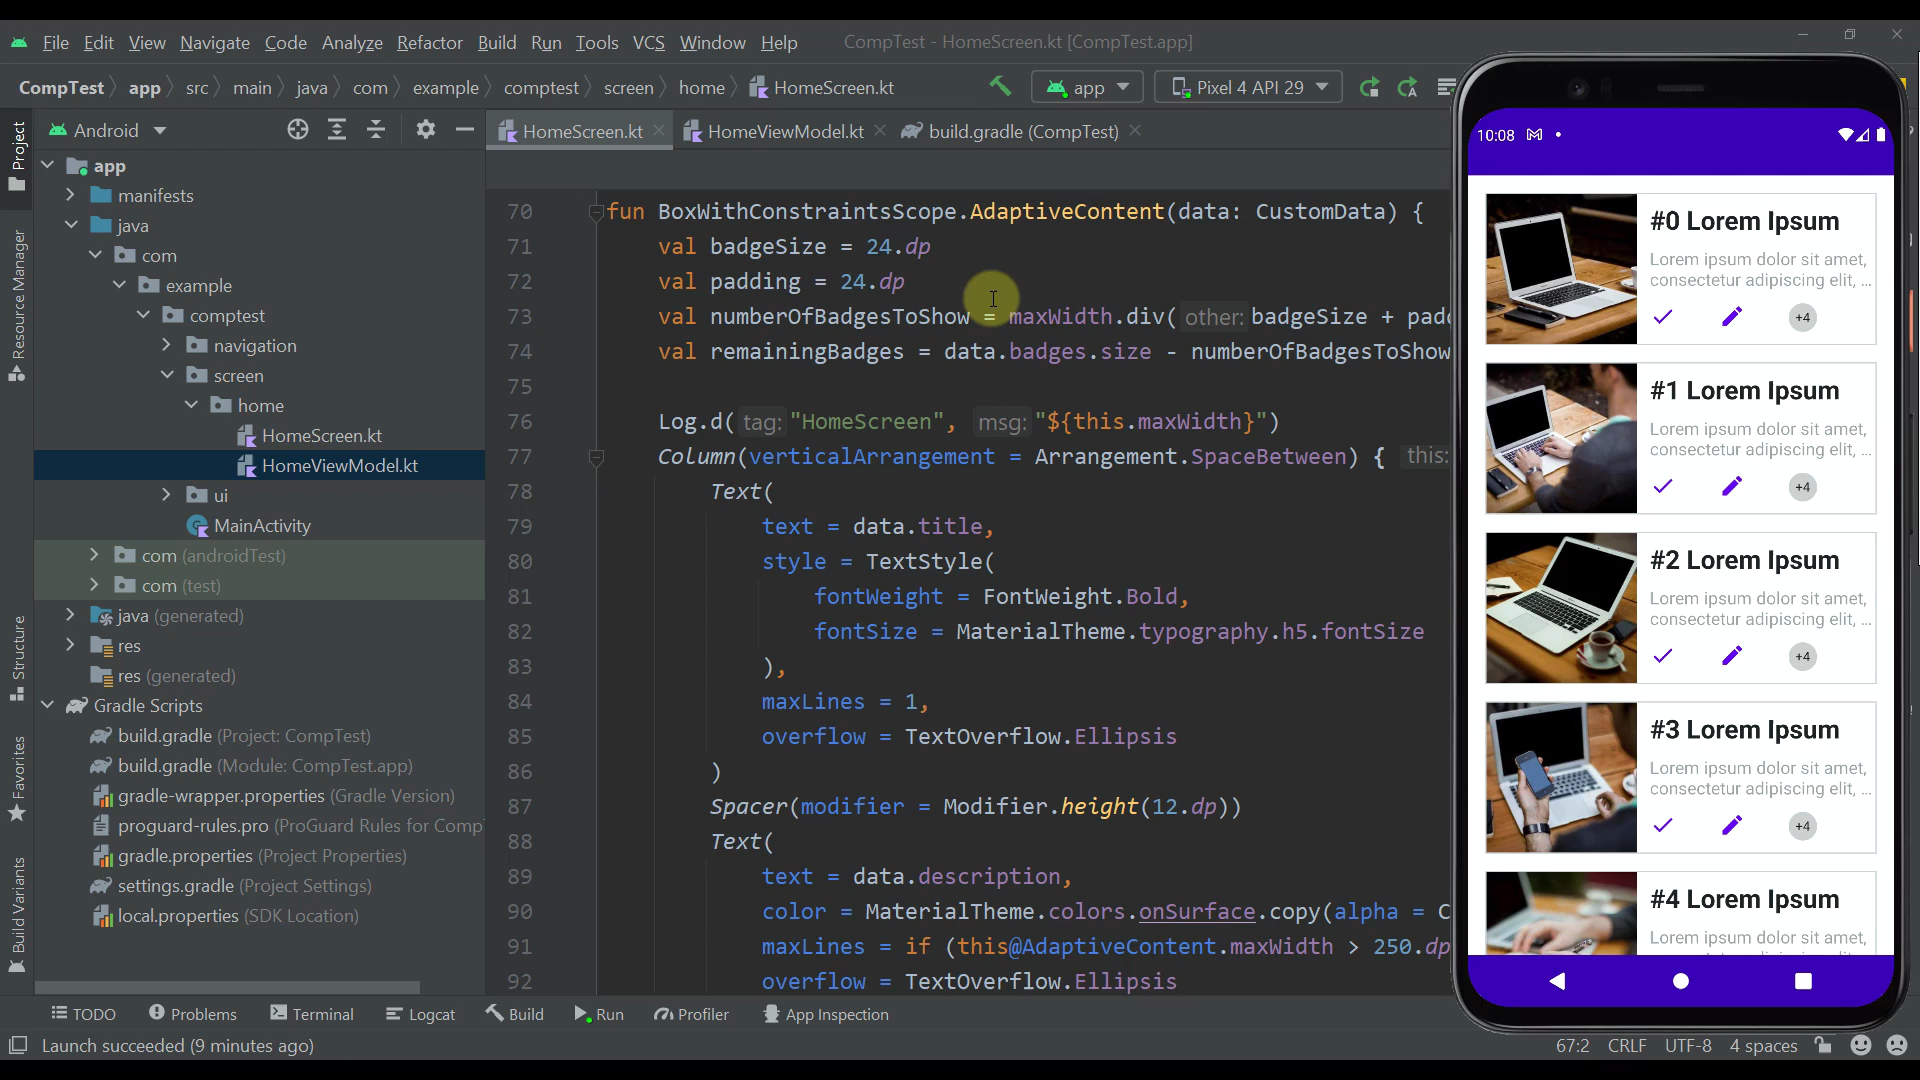 File Edit View Navigate Code Analyze Refactor Build Run Tools VCS Window Help CompTest - HomeScreen.kt [CompTest.app]
CompTest app src main java com example comptest screen home HomeScreen.kt app Pixel 4 API 29
Android
HomeScreen.kt HomeViewModel.kt build.gradle (CompTest)
Project
Resource Manager
Structure
Favorites
Build Variants
app
manifests
java
com
example
comptest
navigation
screen
home
HomeScreen.kt
HomeViewModel.kt
ui
MainActivity
com (androidTest)
com (test)
java (generated)
res
res (generated)
Gradle Scripts
build.gradle (Project: CompTest)
build.gradle (Module: CompTest.app)
gradle-wrapper.properties (Gradle Version)
proguard-rules.pro (ProGuard Rules for Comp
gradle.properties (Project Properties)
settings.gradle (Project Settings)
local.properties (SDK Location)
70 fun BoxWithConstraintsScope.AdaptiveContent(data: CustomData) {
71 val badgeSize = 24.dp
72 val padding = 24.dp
73 val numberOfBadgesToShow = maxWidth.div( other: badgeSize + padd
74 val remainingBadges = data.badges.size - numberOfBadgesToShow
75
76 Log.d( tag: "HomeScreen", msg: "${this.maxWidth}")
77 Column(verticalArrangement = Arrangement.SpaceBetween) { this:
78 Text(
79 text = data.title,
80 style = TextStyle(
81 fontWeight = FontWeight.Bold,
82 fontSize = MaterialTheme.typography.h5.fontSize
83 ),
84 maxLines = 1,
85 overflow = TextOverflow.Ellipsis
86 )
87 Spacer(modifier = Modifier.height(12.dp))
88 Text(
89 text = data.description,
90 color = MaterialTheme.colors.onSurface.copy(alpha = C
91 maxLines = if (this@AdaptiveContent.maxWidth > 250.dp
92 overflow = TextOverflow.Ellipsis
10:08
#0 Lorem Ipsum
Lorem ipsum dolor sit amet,
consectetur adipiscing elit, ...
+4
#1 Lorem Ipsum
Lorem ipsum dolor sit amet,
consectetur adipiscing elit, ...
+4
#2 Lorem Ipsum
Lorem ipsum dolor sit amet,
consectetur adipiscing elit, ...
+4
#3 Lorem Ipsum
Lorem ipsum dolor sit amet,
consectetur adipiscing elit, ...
+4
#4 Lorem Ipsum
Lorem ipsum dolor sit amet,
TODO Problems Terminal Logcat Build Run Profiler App Inspection
Launch succeeded (9 minutes ago) 67:2 CRLF UTF-8 4 spaces